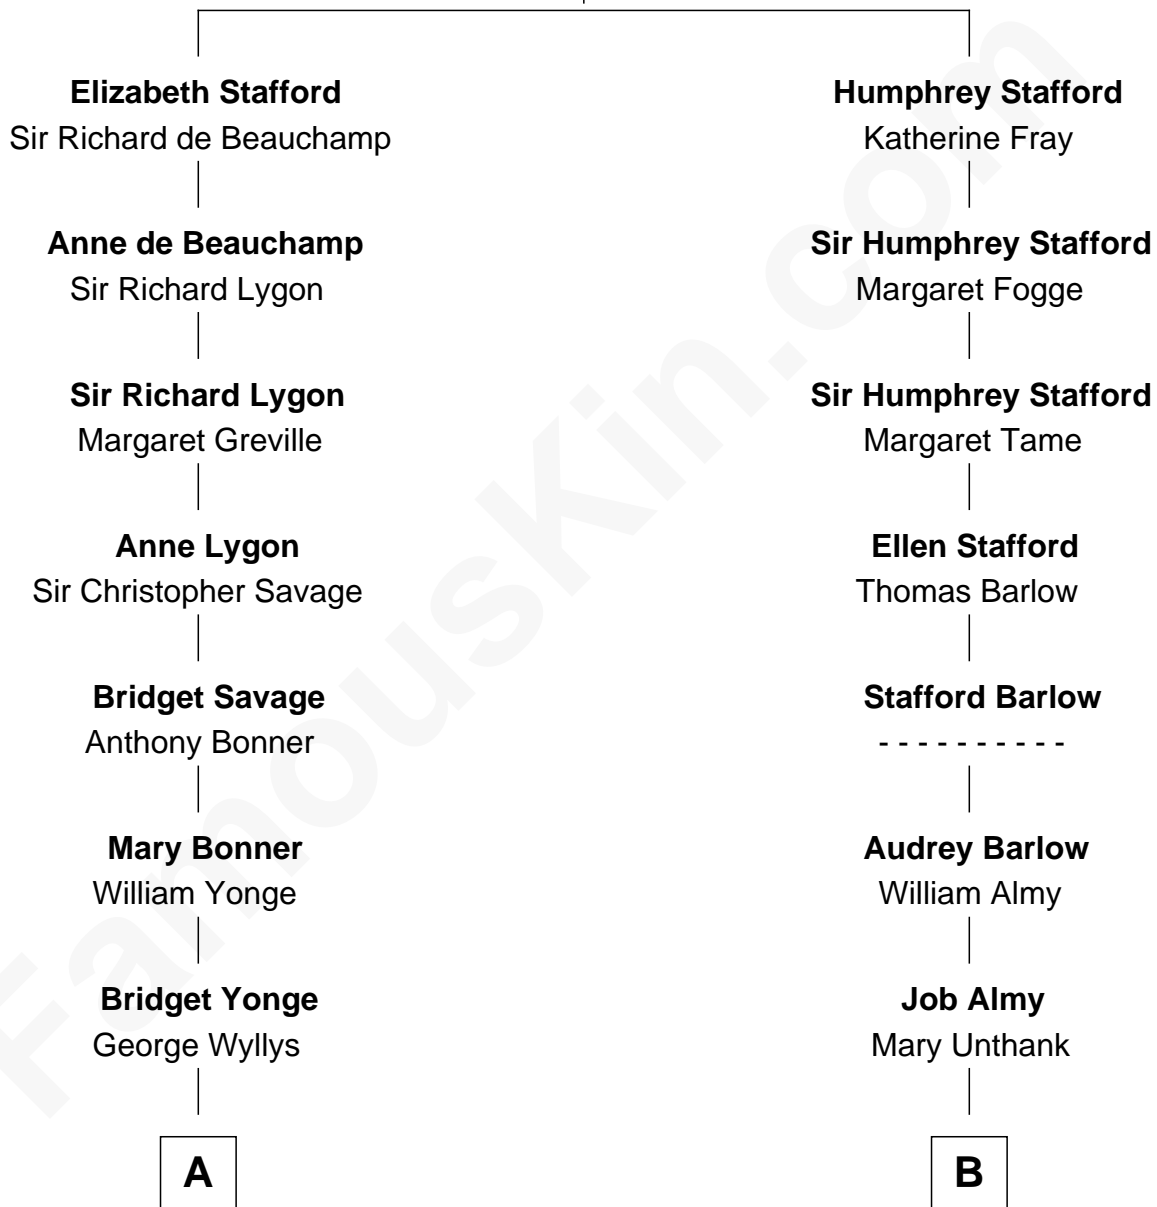 Elizabeth Stafford
Sir Richard de Beauchamp
Anne de Beauchamp
Sir Richard Lygon
Sir Richard Lygon
Margaret Greville
Anne Lygon
Sir Christopher Savage
Bridget Savage
Anthony Bonner
Mary Bonner
William Yonge
Bridget Yonge
George Wyllys
A
Humphrey Stafford
Katherine Fray
Sir Humphrey Stafford
Margaret Fogge
Sir Humphrey Stafford
Margaret Tame
Ellen Stafford
Thomas Barlow
Stafford Barlow
- - - - - - - - - -
Audrey Barlow
William Almy
Job Almy
Mary Unthank
B
FamousKin.com